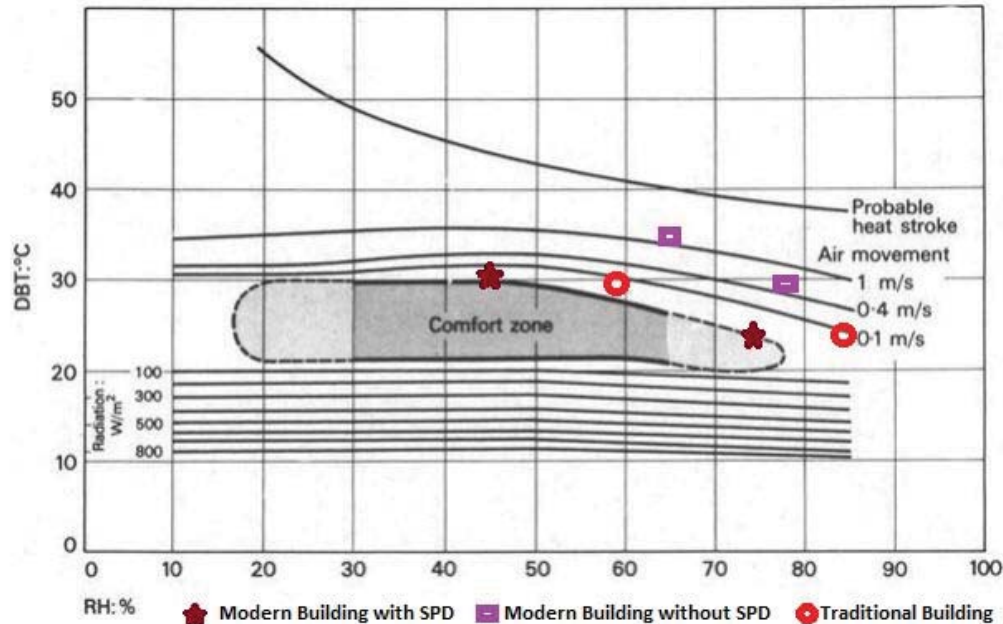 50
40
30
20
10
0
DBT:°C
Probable
heat stroke
Air movement
1 m/s
0·4 m/s
0·1 m/s
Comfort zone
Radiation:
W/m²
100
300
500
800
0 10 20 30 40 50 60 70 80 90 100
RH: %
Modern Building with SPD Modern Building without SPD Traditional Building